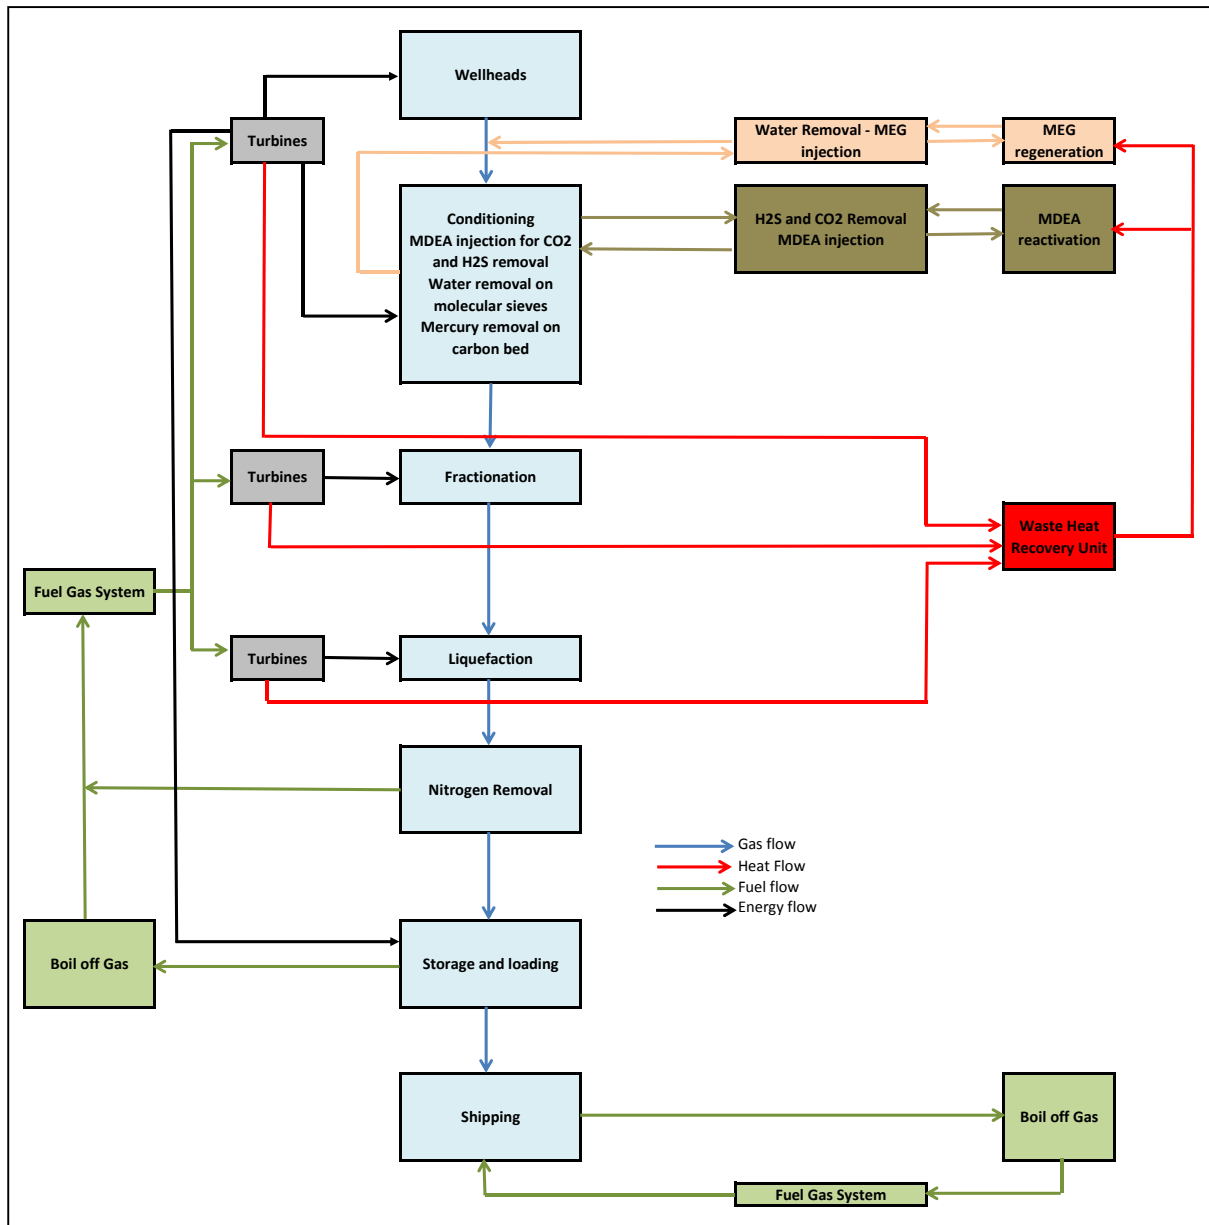 Wellheads
Turbines
Water Removal - MEG
injection
MEG
regeneration
Conditioning
MDEA injection for CO2
and H2S removal
Water removal on
molecular sieves
Mercury removal on
carbon bed
H2S and CO2 Removal
MDEA injection
MDEA
reactivation
Turbines
Fractionation
Waste Heat
Recovery Unit
Fuel Gas System
Turbines
Liquefaction
Nitrogen Removal
Gas flow
Heat Flow
Fuel flow
Energy flow
Boil off Gas
Storage and loading
Shipping
Boil off Gas
Fuel Gas System